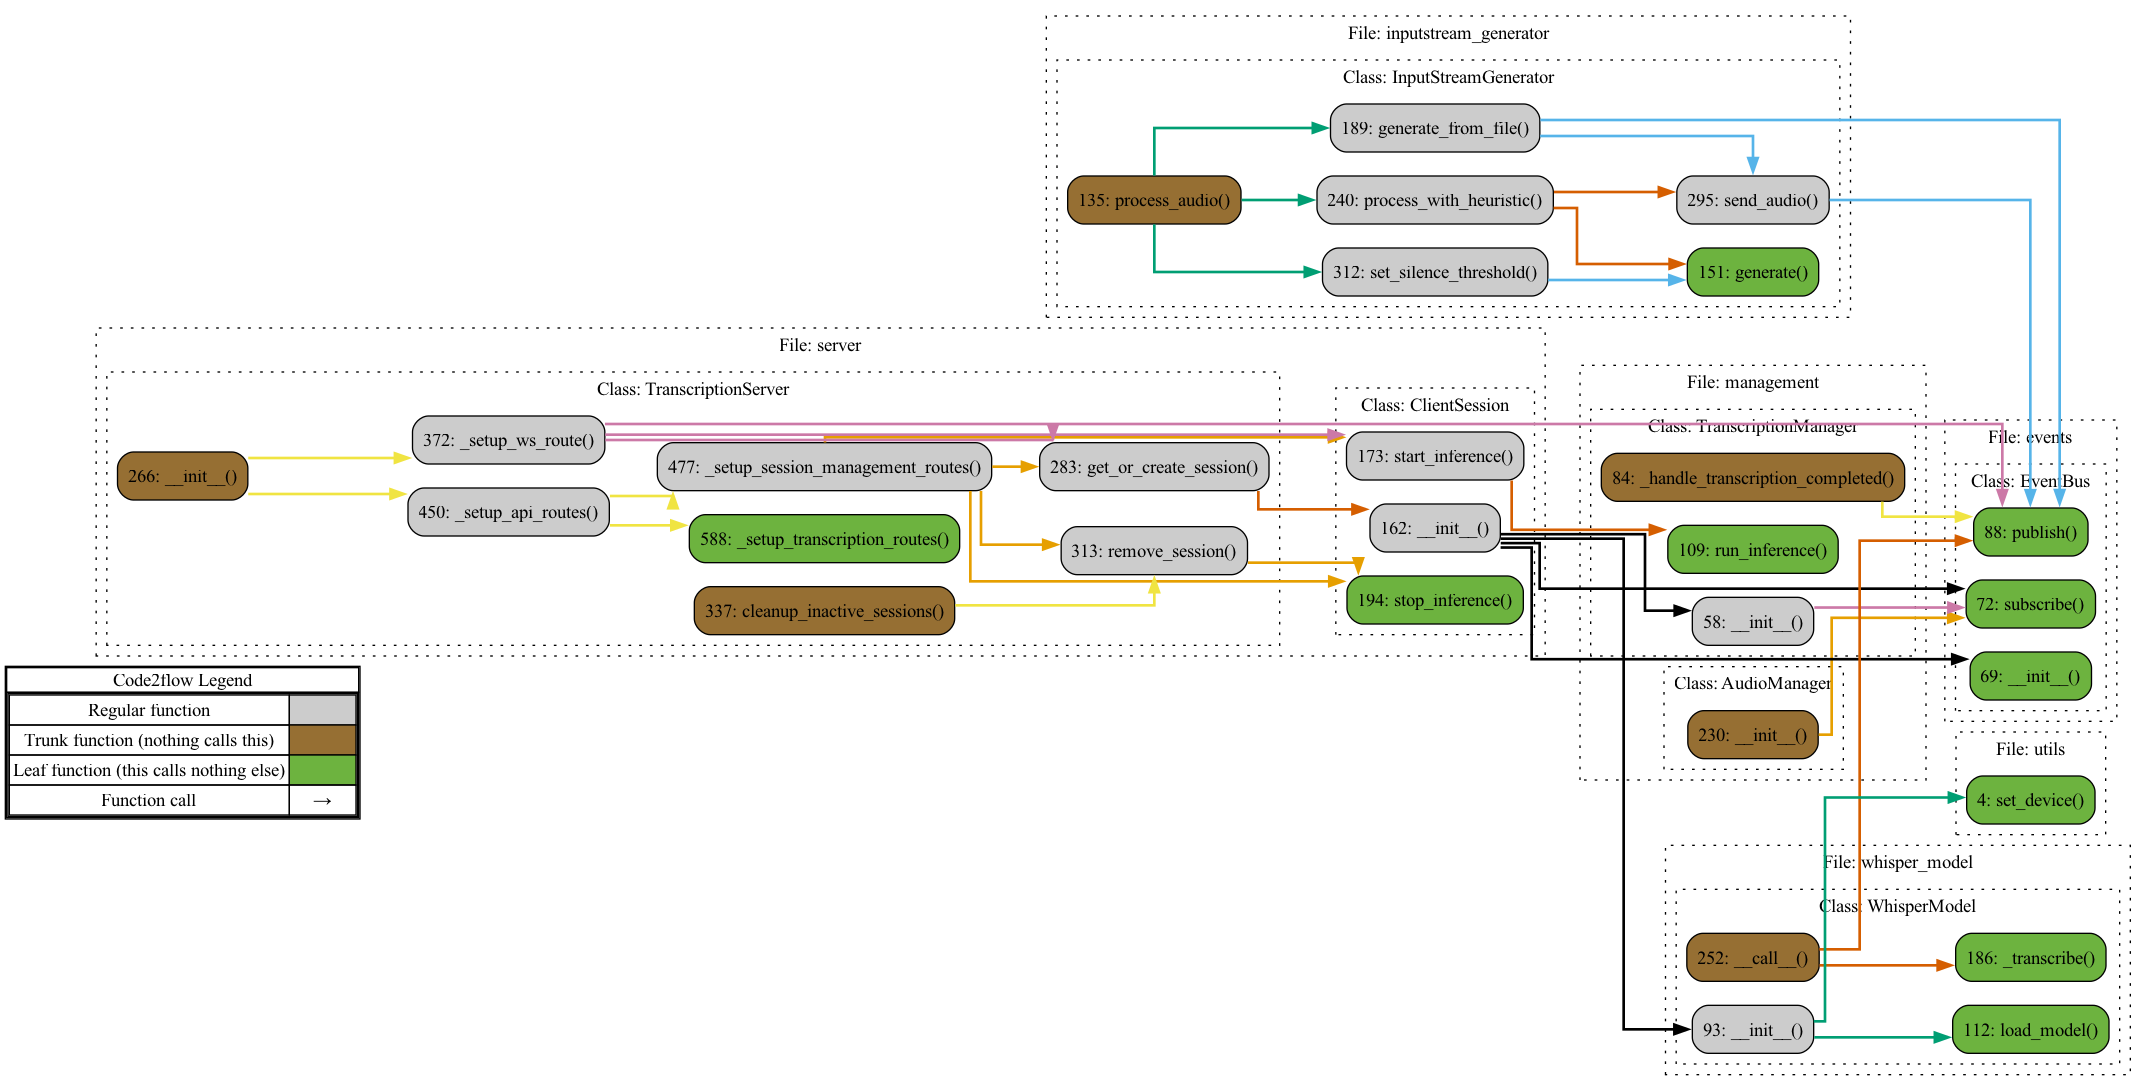 File: inputstream_generator
Class: InputStreamGenerator
189: generate_from_file()
135: process_audio()
240: process_with_heuristic()
295: send_audio()
312: set_silence_threshold()
151: generate()
File: server
Class: TranscriptionServer
266: __init__()
372: _setup_ws_route()
450: _setup_api_routes()
477: _setup_session_management_routes()
283: get_or_create_session()
588: _setup_transcription_routes()
313: remove_session()
337: cleanup_inactive_sessions()
Class: ClientSession
173: start_inference()
162: __init__()
194: stop_inference()
File: management
Class: TranscriptionManager
84: _handle_transcription_completed()
109: run_inference()
58: __init__()
Class: AudioManager
230: __init__()
File: events
Class: EventBus
88: publish()
72: subscribe()
69: __init__()
File: utils
4: set_device()
File: whisper_model
Class: WhisperModel
252: __call__()
186: _transcribe()
93: __init__()
112: load_model()
Code2flow Legend
Regular function
Trunk function (nothing calls this)
Leaf function (this calls nothing else)
Function call →